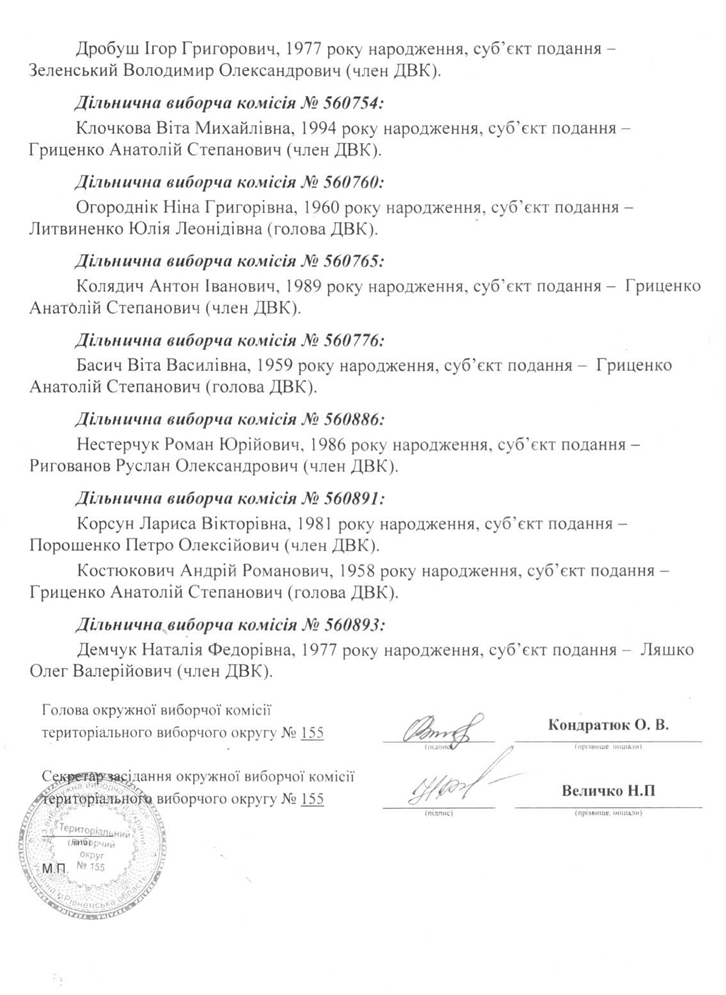 Дробуш Ігор Григорович, 1977 року народження, суб’єкт подання –
Зеленський Володимир Олександрович (член ДВК).
Дільнична виборча комісія № 560754:
Клочкова Віта Михайлівна, 1994 року народження, суб’єкт подання –
Гриценко Анатолій Степанович (член ДВК).
Дільнична виборча комісія № 560760:
Огороднік Ніна Григорівна, 1960 року народження, суб’єкт подання –
Литвиненко Юлія Леонідівна (голова ДВК).
Дільнична виборча комісія № 560765:
Колядич Антон Іванович, 1989 року народження, суб’єкт подання – Гриценко
Анатолій Степанович (член ДВК).
Дільнична виборча комісія № 560776:
Басич Віта Василівна, 1959 року народження, суб’єкт подання – Гриценко
Анатолій Степанович (голова ДВК).
Дільнична виборча комісія № 560886:
Нестерчук Роман Юрійович, 1986 року народження, суб’єкт подання –
Ригованов Руслан Олександрович (член ДВК).
Дільнична виборча комісія № 560891:
Корсун Лариса Вікторівна, 1981 року народження, суб’єкт подання –
Порошенко Петро Олексійович (член ДВК).
Костюкович Андрій Романович, 1958 року народження, суб’єкт подання –
Гриценко Анатолій Степанович (голова ДВК).
Дільнична виборча комісія № 560893:
Демчук Наталія Федорівна, 1977 року народження, суб’єкт подання – Ляшко
Олег Валерійович (член ДВК).
Голова окружної виборчої комісії
територіального виборчого округу № 155
Кондратюк О. В.
(підпис)
(прізвище, ініціали)
Секретар засідання окружної виборчої комісії
територіального виборчого округу № 155
Величко Н.П
(підпис)
(прізвище, ініціали)
Територіальний
виборчий
округ
№ 155
М.П.